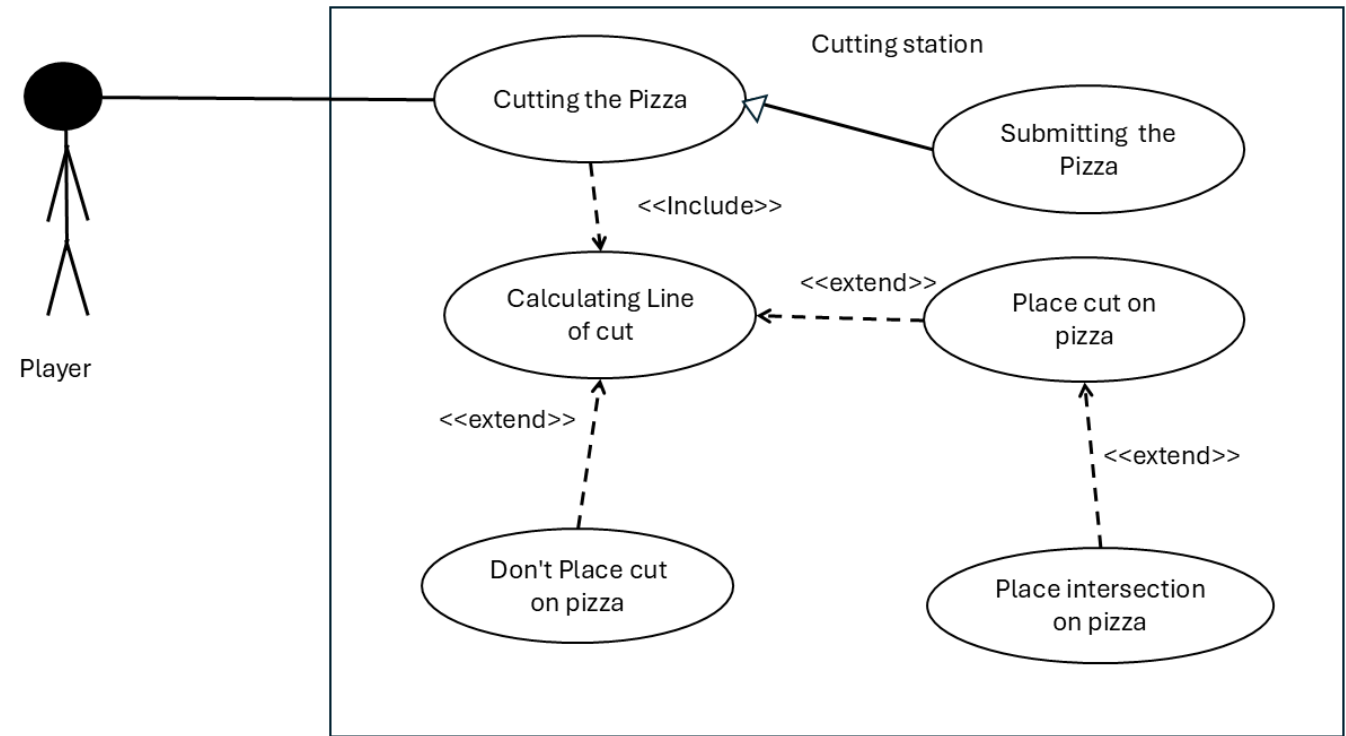 Cutting station
Cutting the Pizza
Submitting the
Pizza
<<Include>>
<<extend>>
Calculating Line
of cut
Place cut on
pizza
Player
<<extend>>
<<extend>>
Don't Place cut
on pizza
Place intersection
on pizza